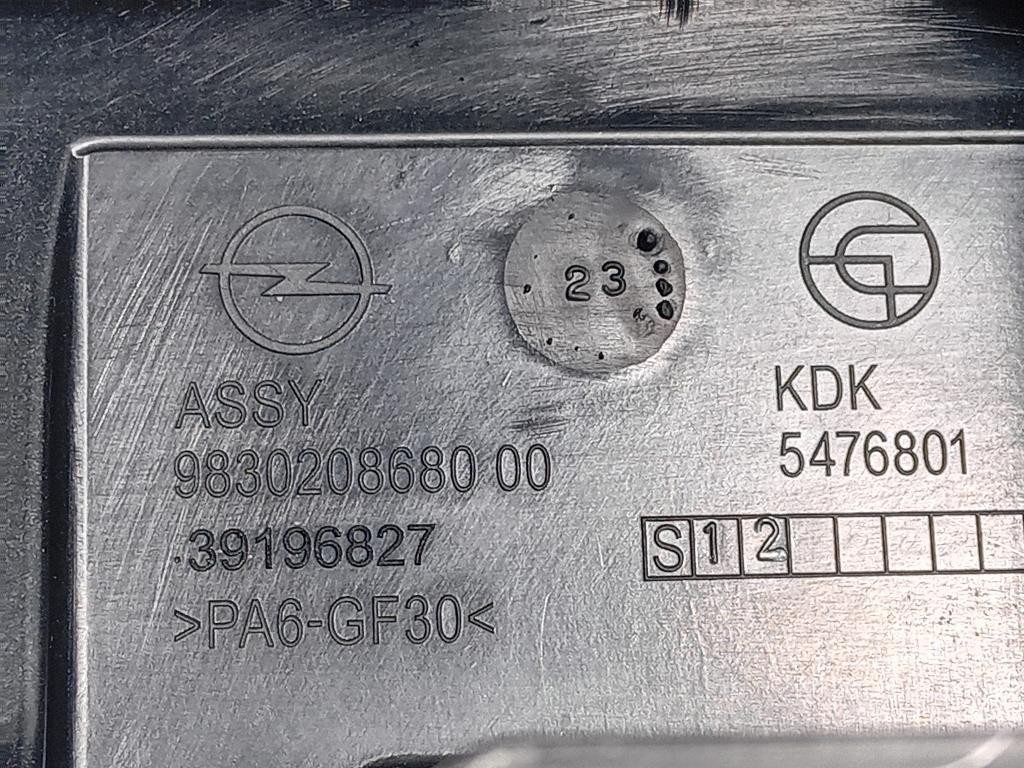 23
ASSY
9830208680 00
39196827
>PA6-GF30<
KDK
5476801
S12